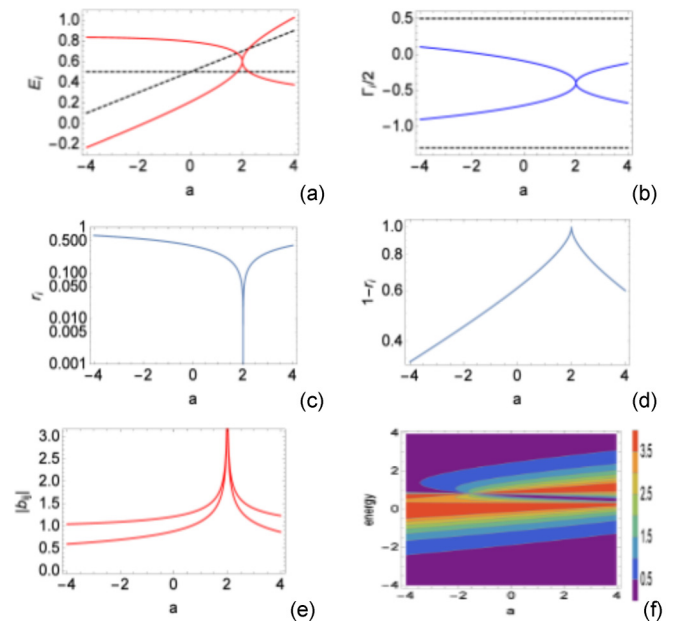 1.0
0.8
0.6
0.4
0.2
0.0
−0.2
E_i
−4 −2 0 2 4
a
(a)
0.5
0.0
−0.5
−1.0
Γ_i/2
−4 −2 0 2 4
a
(b)
1
0.500
0.100
0.050
0.010
0.005
0.001
r_i
−4 −2 0 2 4
a
(c)
1.0
0.8
0.6
0.4
1−r_i
−4 −2 0 2 4
a
(d)
3.0
2.5
2.0
1.5
1.0
0.5
0.0
|b_ij|
−4 −2 0 2 4
a
(e)
4
2
0
−2
−4
energy
−4 −2 0 2 4
a
3.5
2.5
1.5
0.5
(f)